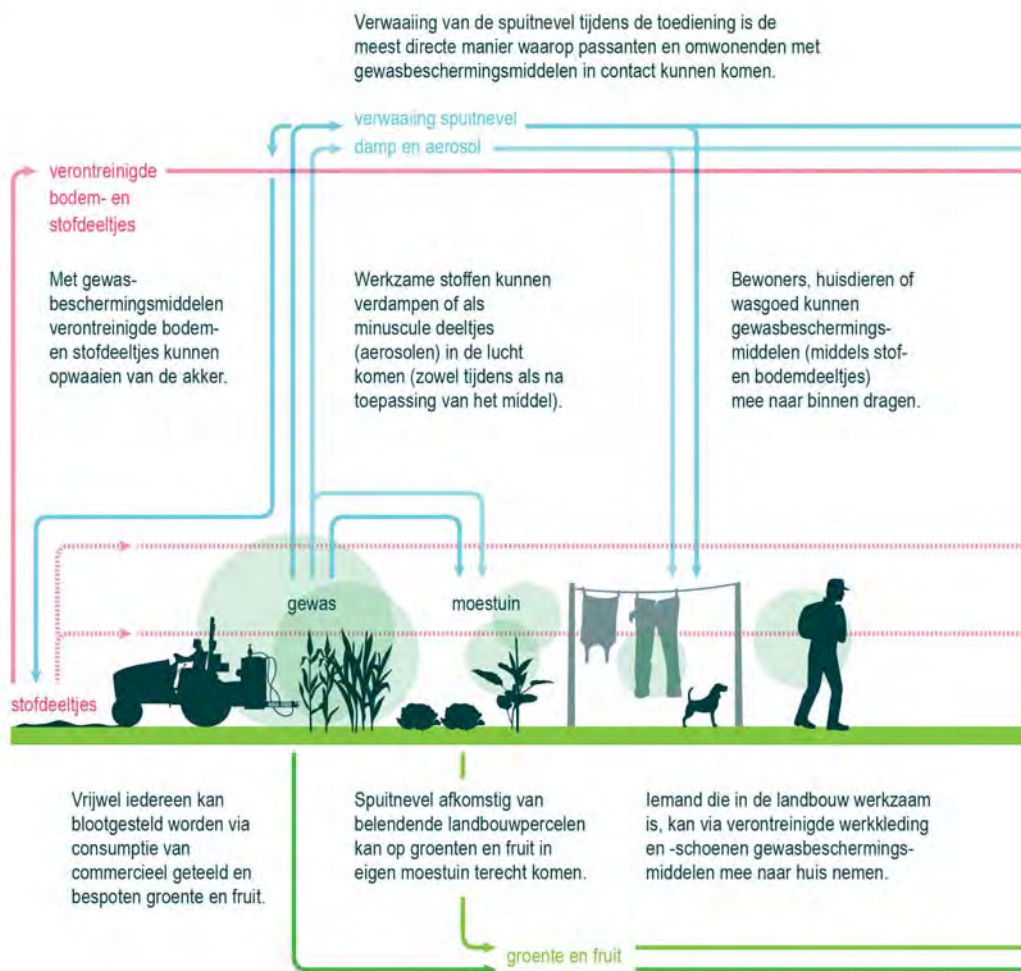 Verwaaiing van de spuitnevel tijdens de toediening is de
meest directe manier waarop passanten en omwonenden met
gewasbeschermingsmiddelen in contact kunnen komen.
verwaaiing spuitnevel
damp en aerosol
verontreinigde
bodem- en
stofdeeltjes
Met gewas-
beschermingsmiddelen
verontreinigde bodem-
en stofdeeltjes kunnen
opwaaien van de akker.
Werkzame stoffen kunnen
verdampen of als
minuscule deeltjes
(aerosolen) in de lucht
komen (zowel tijdens als na
toepassing van het middel).
Bewoners, huisdieren of
wasgoed kunnen
gewasbeschermings-
middelen (middels stof-
en bodemdeeltjes)
mee naar binnen dragen.
gewas
moestuin
stofdeeltjes
Vrijwel iedereen kan
blootgesteld worden via
consumptie van
commercieel geteeld en
bespoten groente en fruit.
Spuitnevel afkomstig van
belendende landbouwpercelen
kan op groenten en fruit in
eigen moestuin terecht komen.
Iemand die in de landbouw werkzaam
is, kan via verontreinigde werkkleding
en -schoenen gewasbeschermings-
middelen mee naar huis nemen.
groente en fruit